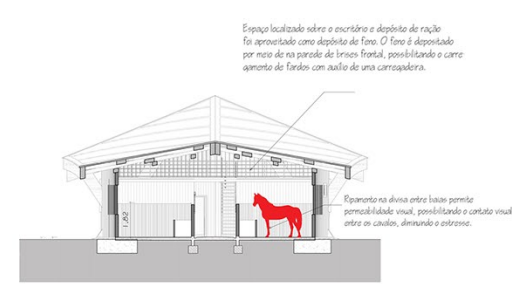 Espaço localizado sobre o escritório e depósito de ração
foi aproveitado como depósito de feno. O feno é depositado
por meio de na parede de brises frontal, possibilitando o carre
gamento de fardos com auxílio de uma carregadeira.
Ripamento na divisa entre baias permite
permeabilidade visual, possibilitando o contato visual
entre os cavalos, diminuindo o estresse.
1,82